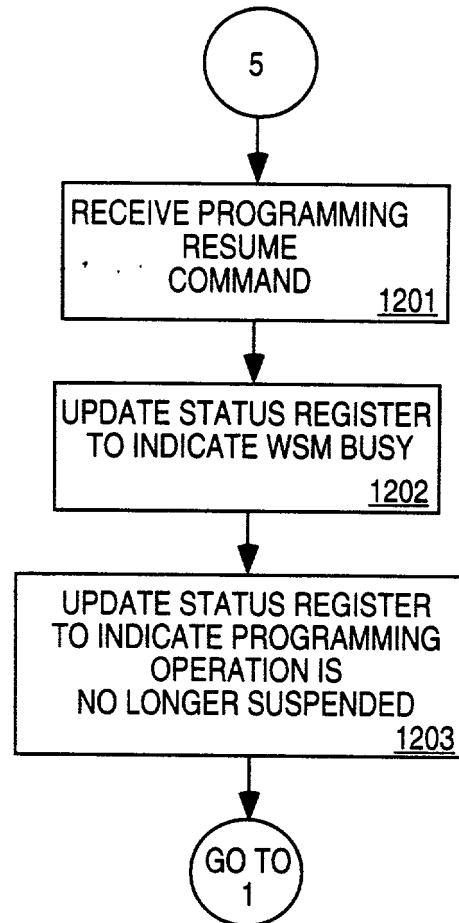 5
RECEIVE PROGRAMMING
RESUME
COMMAND
1201
UPDATE STATUS REGISTER
TO INDICATE WSM BUSY
1202
UPDATE STATUS REGISTER
TO INDICATE PROGRAMMING
OPERATION IS
NO LONGER SUSPENDED
1203
GO TO
1